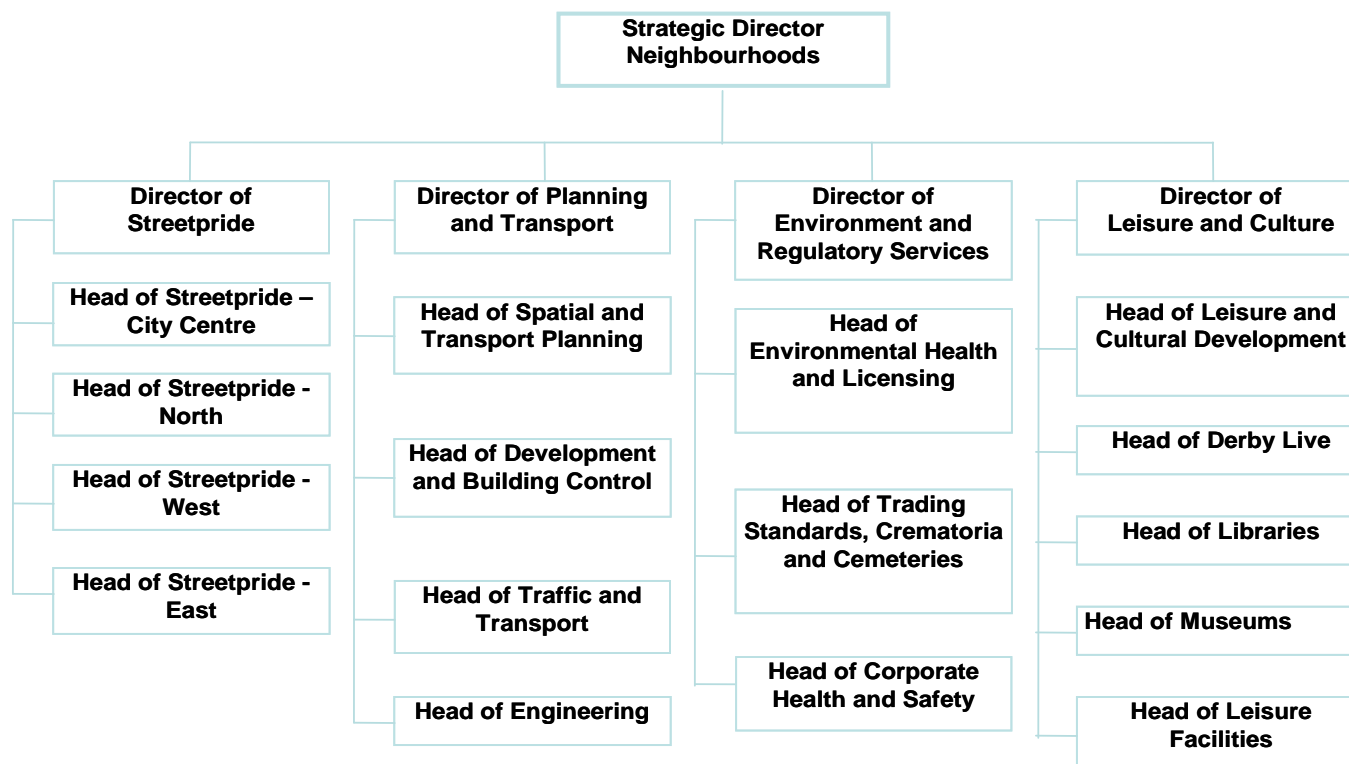 Strategic Director
Neighbourhoods
Director of
Streetpride
Head of Streetpride –
City Centre
Head of Streetpride -
North
Head of Streetpride -
West
Head of Streetpride -
East
Director of Planning
and Transport
Head of Spatial and
Transport Planning
Head of Development
and Building Control
Head of Traffic and
Transport
Head of Engineering
Director of
Environment and
Regulatory Services
Head of
Environmental Health
and Licensing
Head of Trading
Standards, Crematoria
and Cemeteries
Head of Corporate
Health and Safety
Director of
Leisure and Culture
Head of Leisure and
Cultural Development
Head of Derby Live
Head of Libraries
Head of Museums
Head of Leisure
Facilities